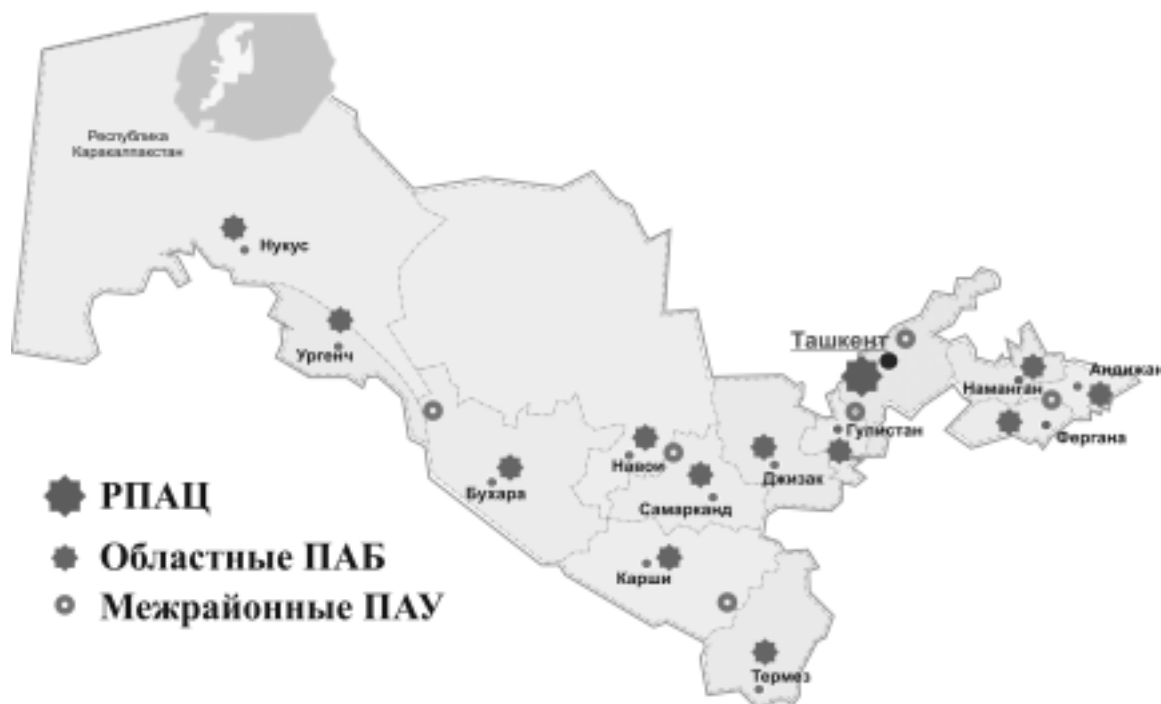 Республика
Каракалпакстан
Нукус
Ургенч
Ташкент
Андижан
Наманган
Гулистан
Фергана
Навои
Джизак
Бухара
Самарканд
Карши
Термез
РПАЦ
Областные ПАБ
Межрайонные ПАУ